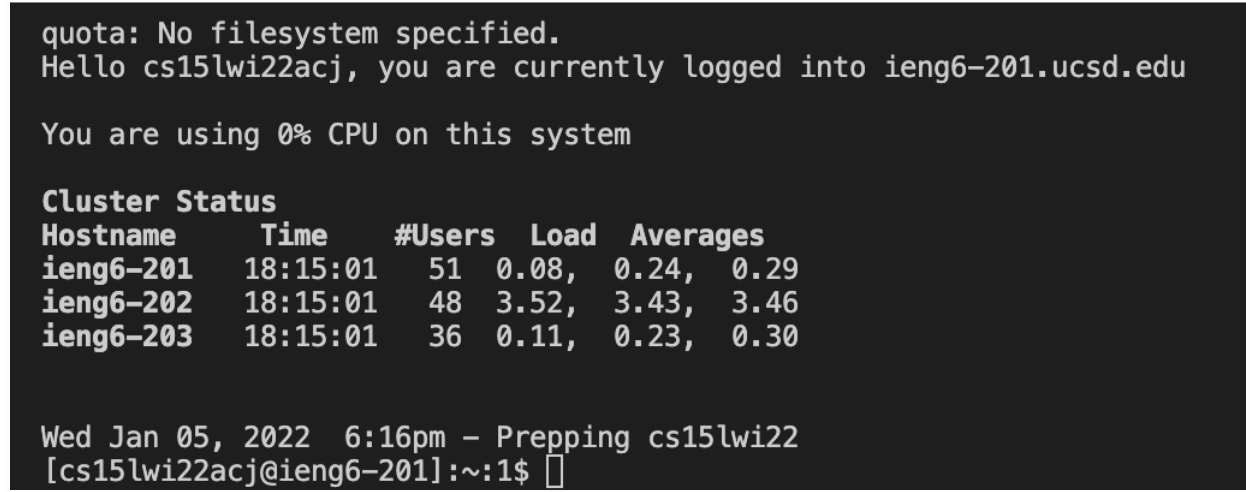 quota: No filesystem specified.
Hello cs15lwi22acj, you are currently logged into ieng6-201.ucsd.edu
You are using 0% CPU on this system
Cluster Status
Hostname Time #Users Load Averages
ieng6-201 18:15:01 51 0.08, 0.24, 0.29
ieng6-202 18:15:01 48 3.52, 3.43, 3.46
ieng6-203 18:15:01 36 0.11, 0.23, 0.30
Wed Jan 05, 2022 6:16pm - Prepping cs15lwi22
[cs15lwi22acj@ieng6-201]:~:1$